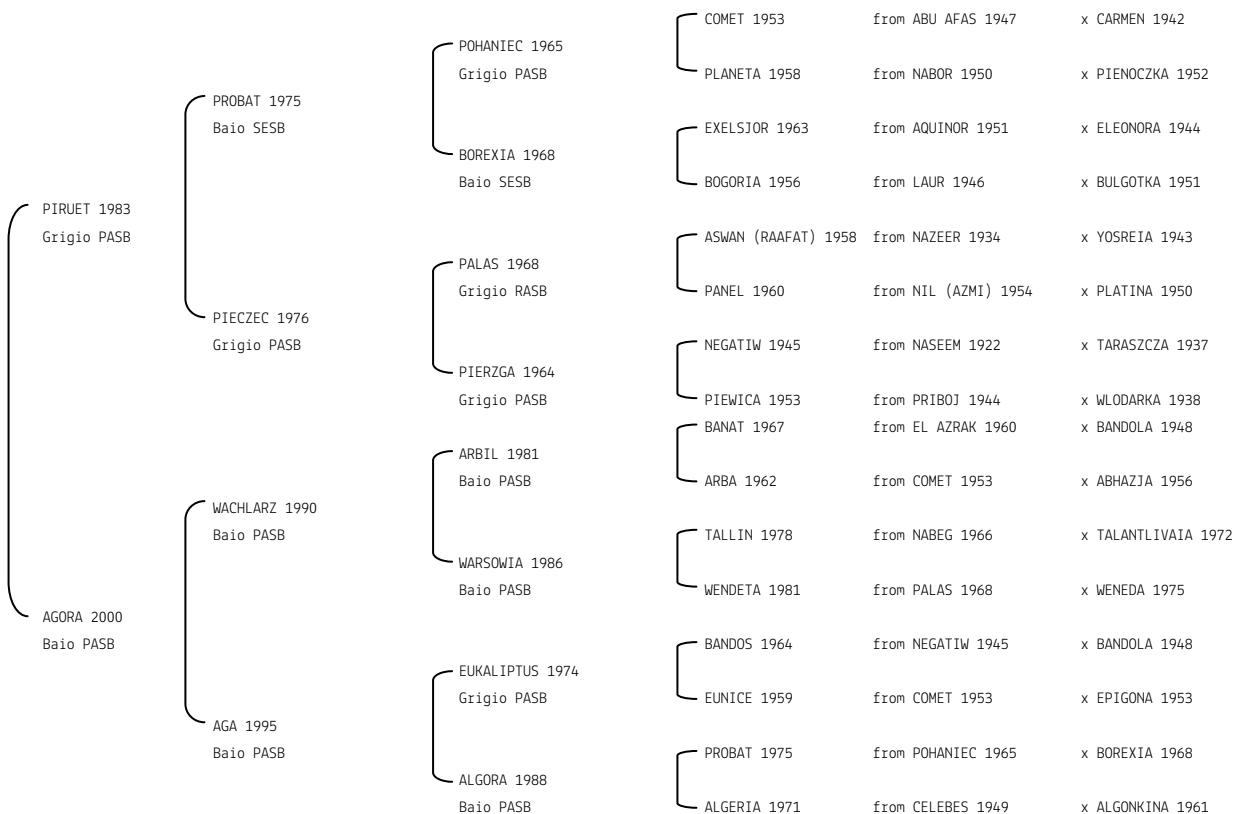 COMET 1953 from ABU AFAS 1947 x CARMEN 1942
POHANIEC 1965
Grigio PASB
PLANETA 1958 from NABOR 1950 x PIENOCZKA 1952
PROBAT 1975
Baio SESB
EXELSJOR 1963 from AQUINOR 1951 x ELEONORA 1944
BOREXIA 1968
Baio SESB
BOGORIA 1956 from LAUR 1946 x BULGOTKA 1951
PIRUET 1983
Grigio PASB
ASWAN (RAAFAT) 1958 from NAZEER 1934 x YOSREIA 1943
PALAS 1968
Grigio RASB
PANEL 1960 from NIL (AZMI) 1954 x PLATINA 1950
PIECZEC 1976
Grigio PASB
NEGATIW 1945 from NASEEM 1922 x TARASZCZA 1937
PIERZGA 1964
Grigio PASB
PIEWICA 1953 from PRIBOJ 1944 x WLODARKA 1938
BANAT 1967 from EL AZRAK 1960 x BANDOLA 1948
ARBIL 1981
Baio PASB
ARBA 1962 from COMET 1953 x ABHAZJA 1956
WACHLARZ 1990
Baio PASB
TALLIN 1978 from NABEG 1966 x TALANTLIVAIA 1972
WARSOWIA 1986
Baio PASB
WENDETA 1981 from PALAS 1968 x WENEDA 1975
AGORA 2000
Baio PASB
BANDOS 1964 from NEGATIW 1945 x BANDOLA 1948
EUKALIPTUS 1974
Grigio PASB
EUNICE 1959 from COMET 1953 x EPIGONA 1953
AGA 1995
Baio PASB
PROBAT 1975 from POHANIEC 1965 x BOREXIA 1968
ALGORA 1988
Baio PASB
ALGERIA 1971 from CELEBES 1949 x ALGONKINA 1961